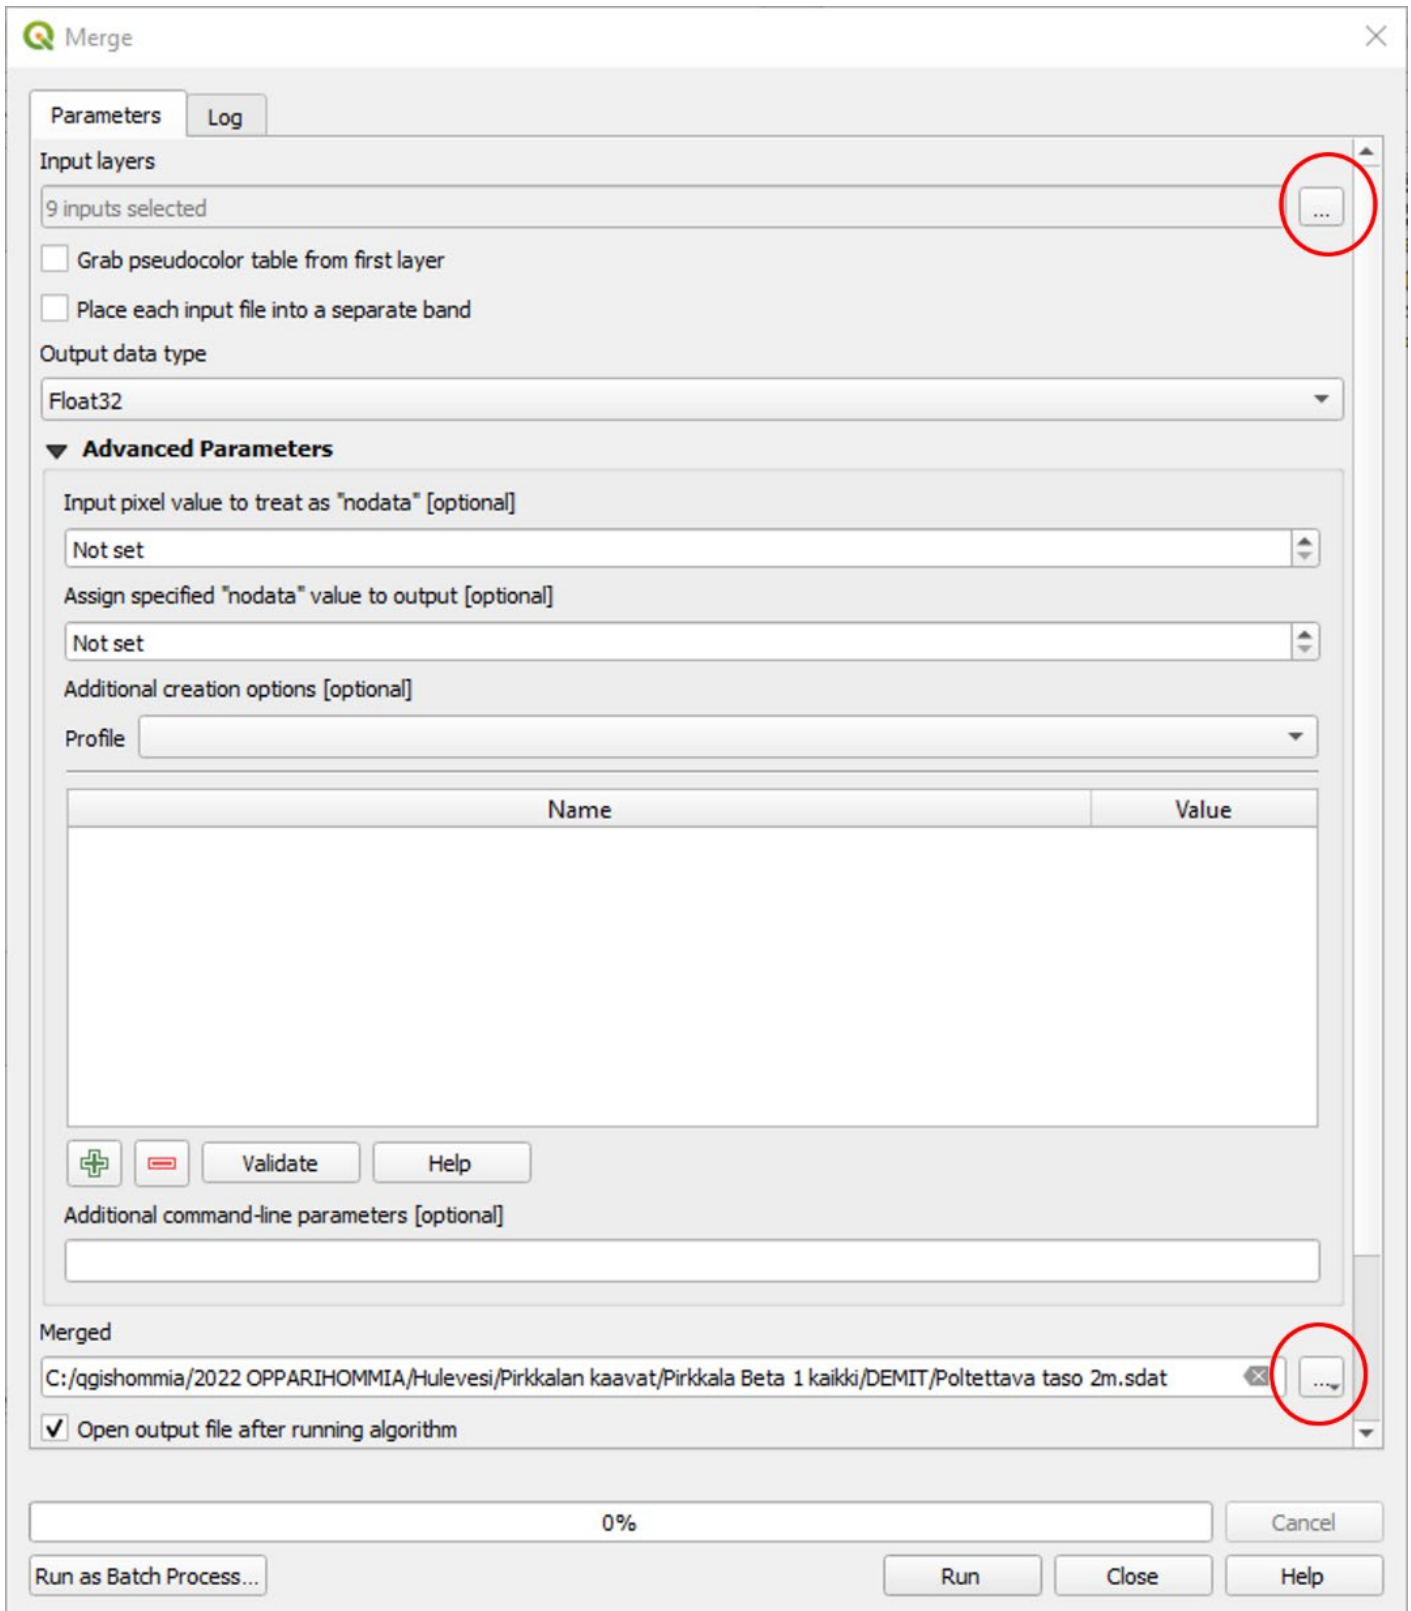 Merge
Parameters
Log
Input layers
9 inputs selected
...
Grab pseudocolor table from first layer
Place each input file into a separate band
Output data type
Float32
Advanced Parameters
Input pixel value to treat as "nodata" [optional]
Not set
Assign specified "nodata" value to output [optional]
Not set
Additional creation options [optional]
Profile
Name Value
Validate Help
Additional command-line parameters [optional]
Merged
C:/qgishommia/2022 OPPARIHOMMIA/Hulevesi/Pirkkalan kaavat/Pirkkala Beta 1 kaikki/DEMIT/Poltettava taso 2m.sdat ...
Open output file after running algorithm
0% Cancel
Run as Batch Process... Run Close Help